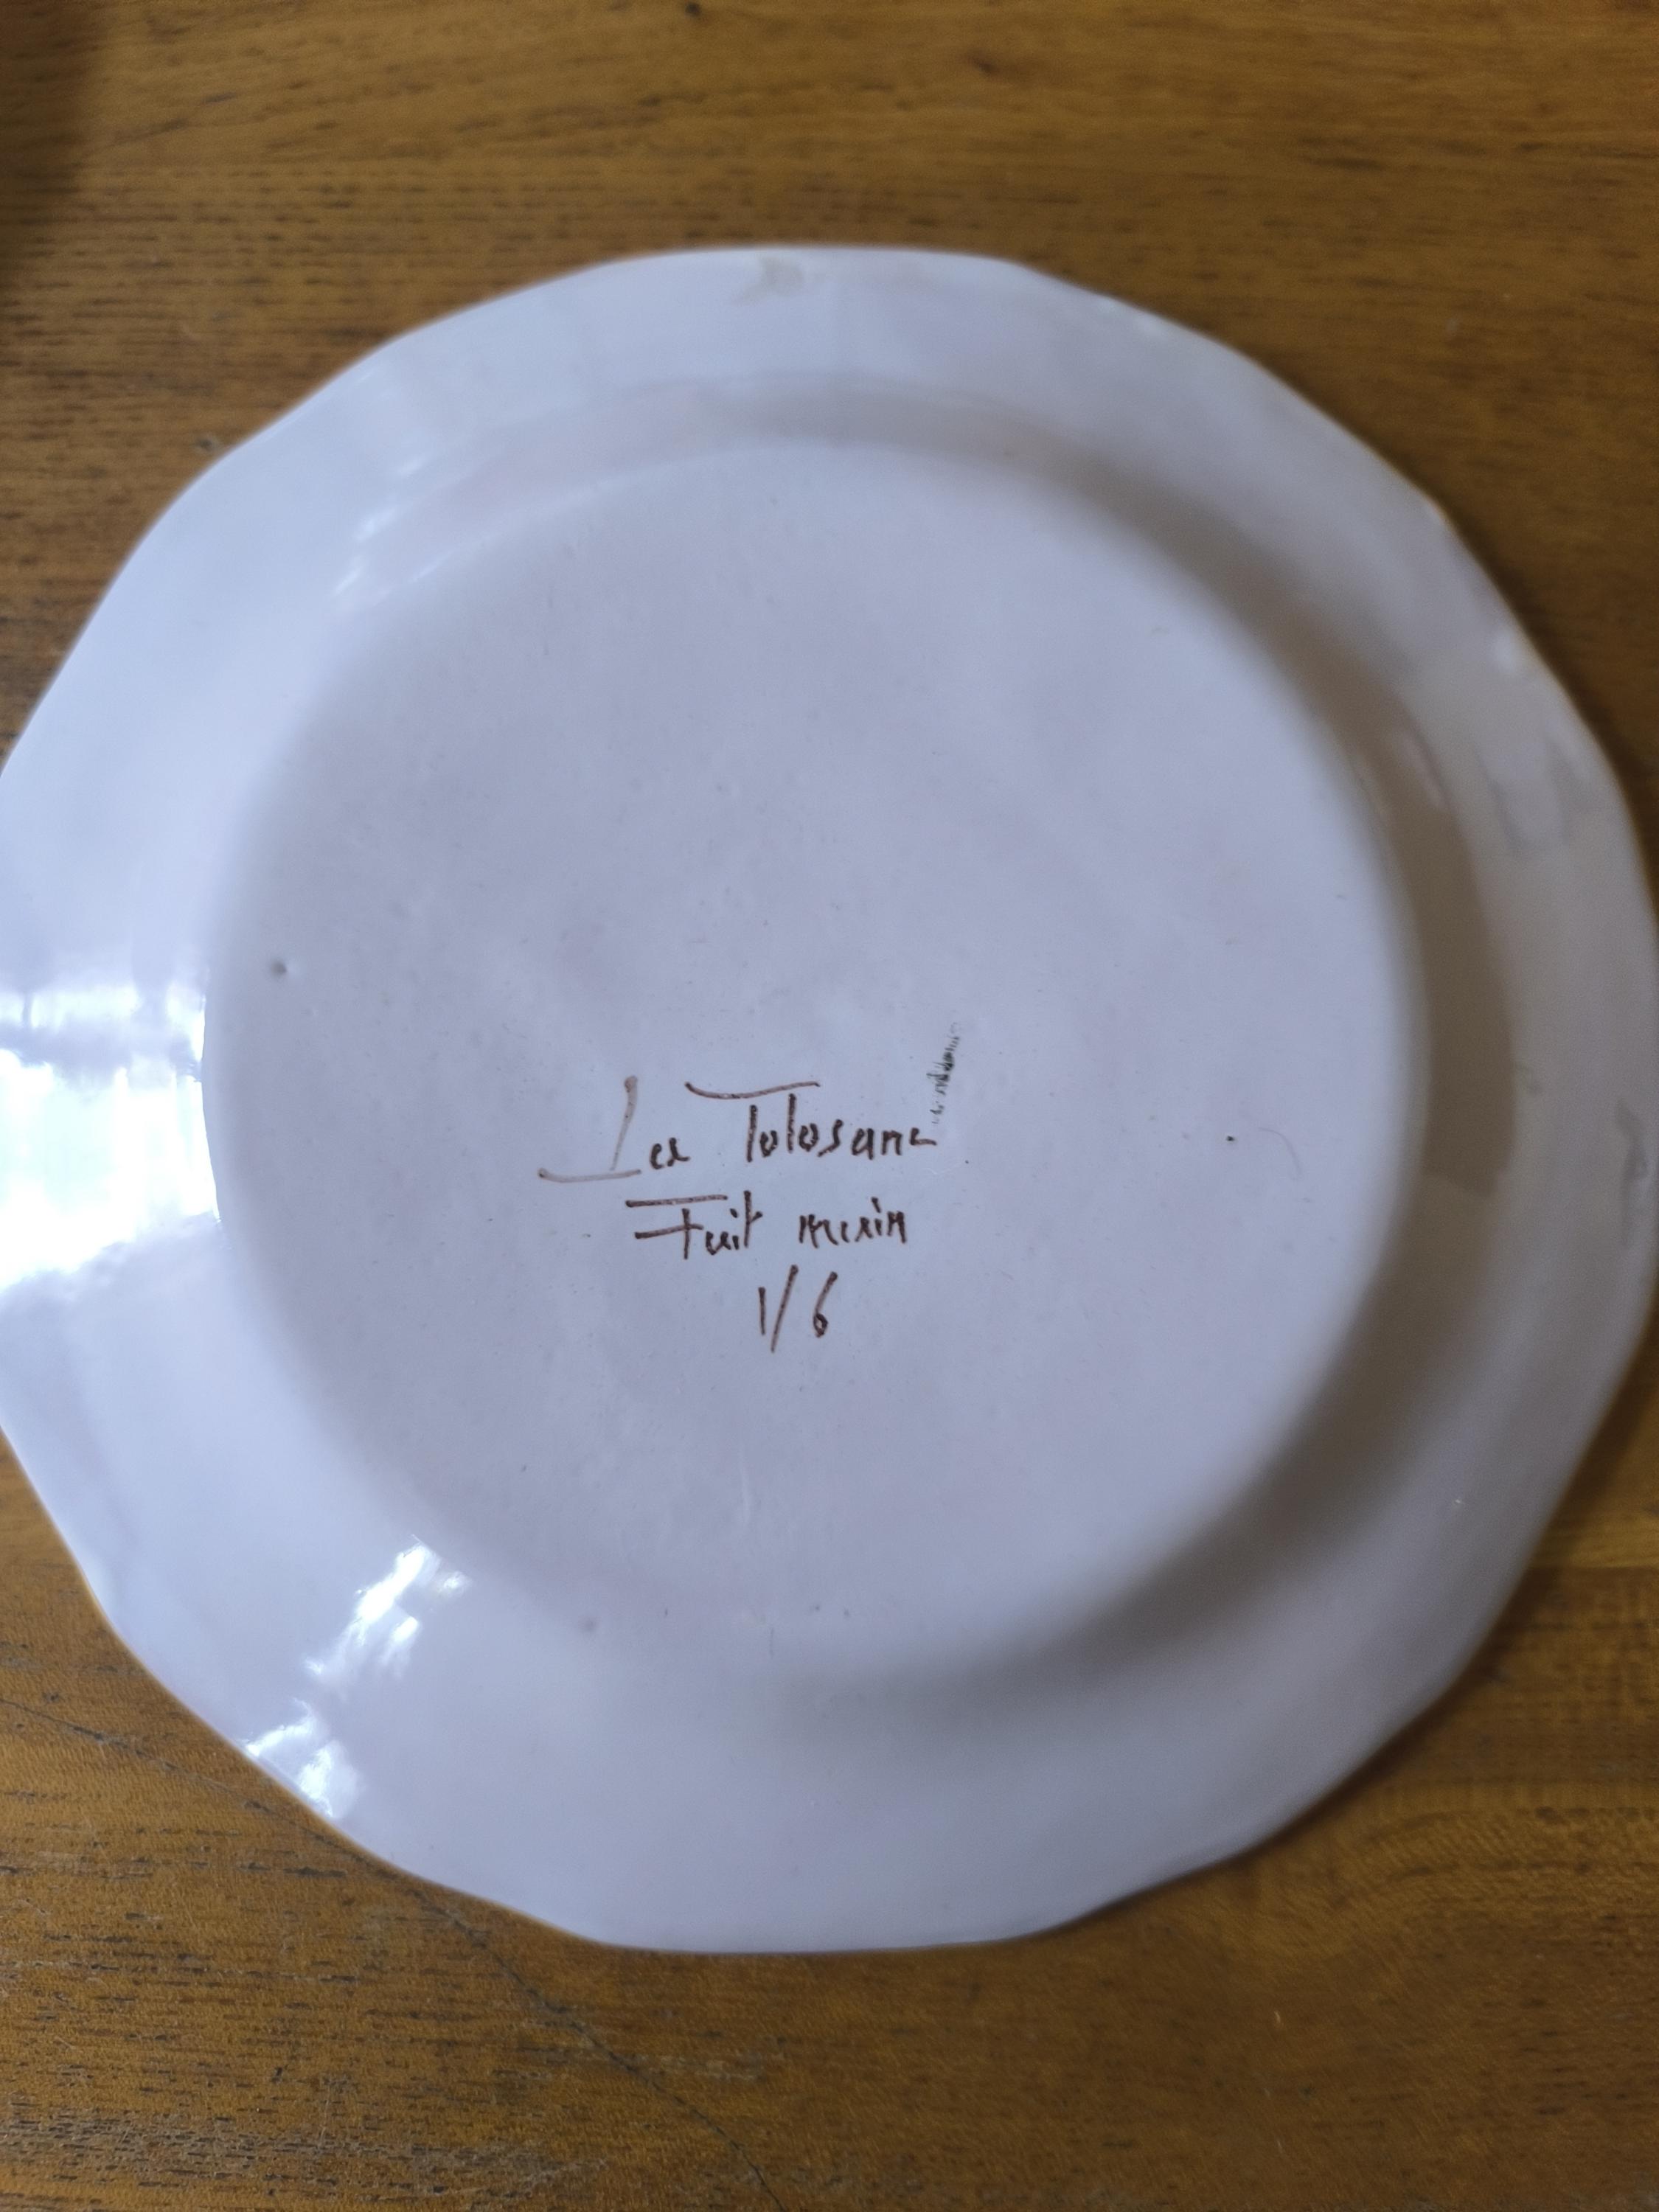 La Tolosane
Fait main
1/6